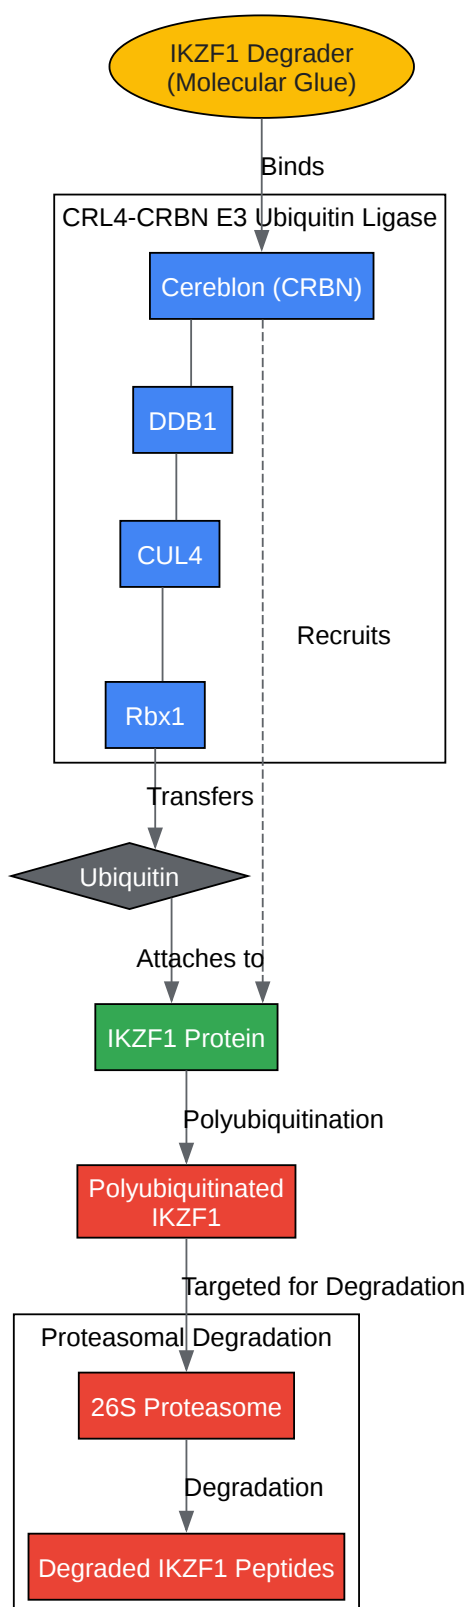 IKZF1 Degrader
(Molecular Glue)
Binds
CRL4-CRBN E3 Ubiquitin Ligase
Cereblon (CRBN)
DDB1
CUL4
Recruits
Rbx1
Transfers
Ubiquitin
Attaches to
IKZF1 Protein
Polyubiquitination
Polyubiquitinated
IKZF1
Targeted for Degradation
Proteasomal Degradation
26S Proteasome
Degradation
Degraded IKZF1 Peptides